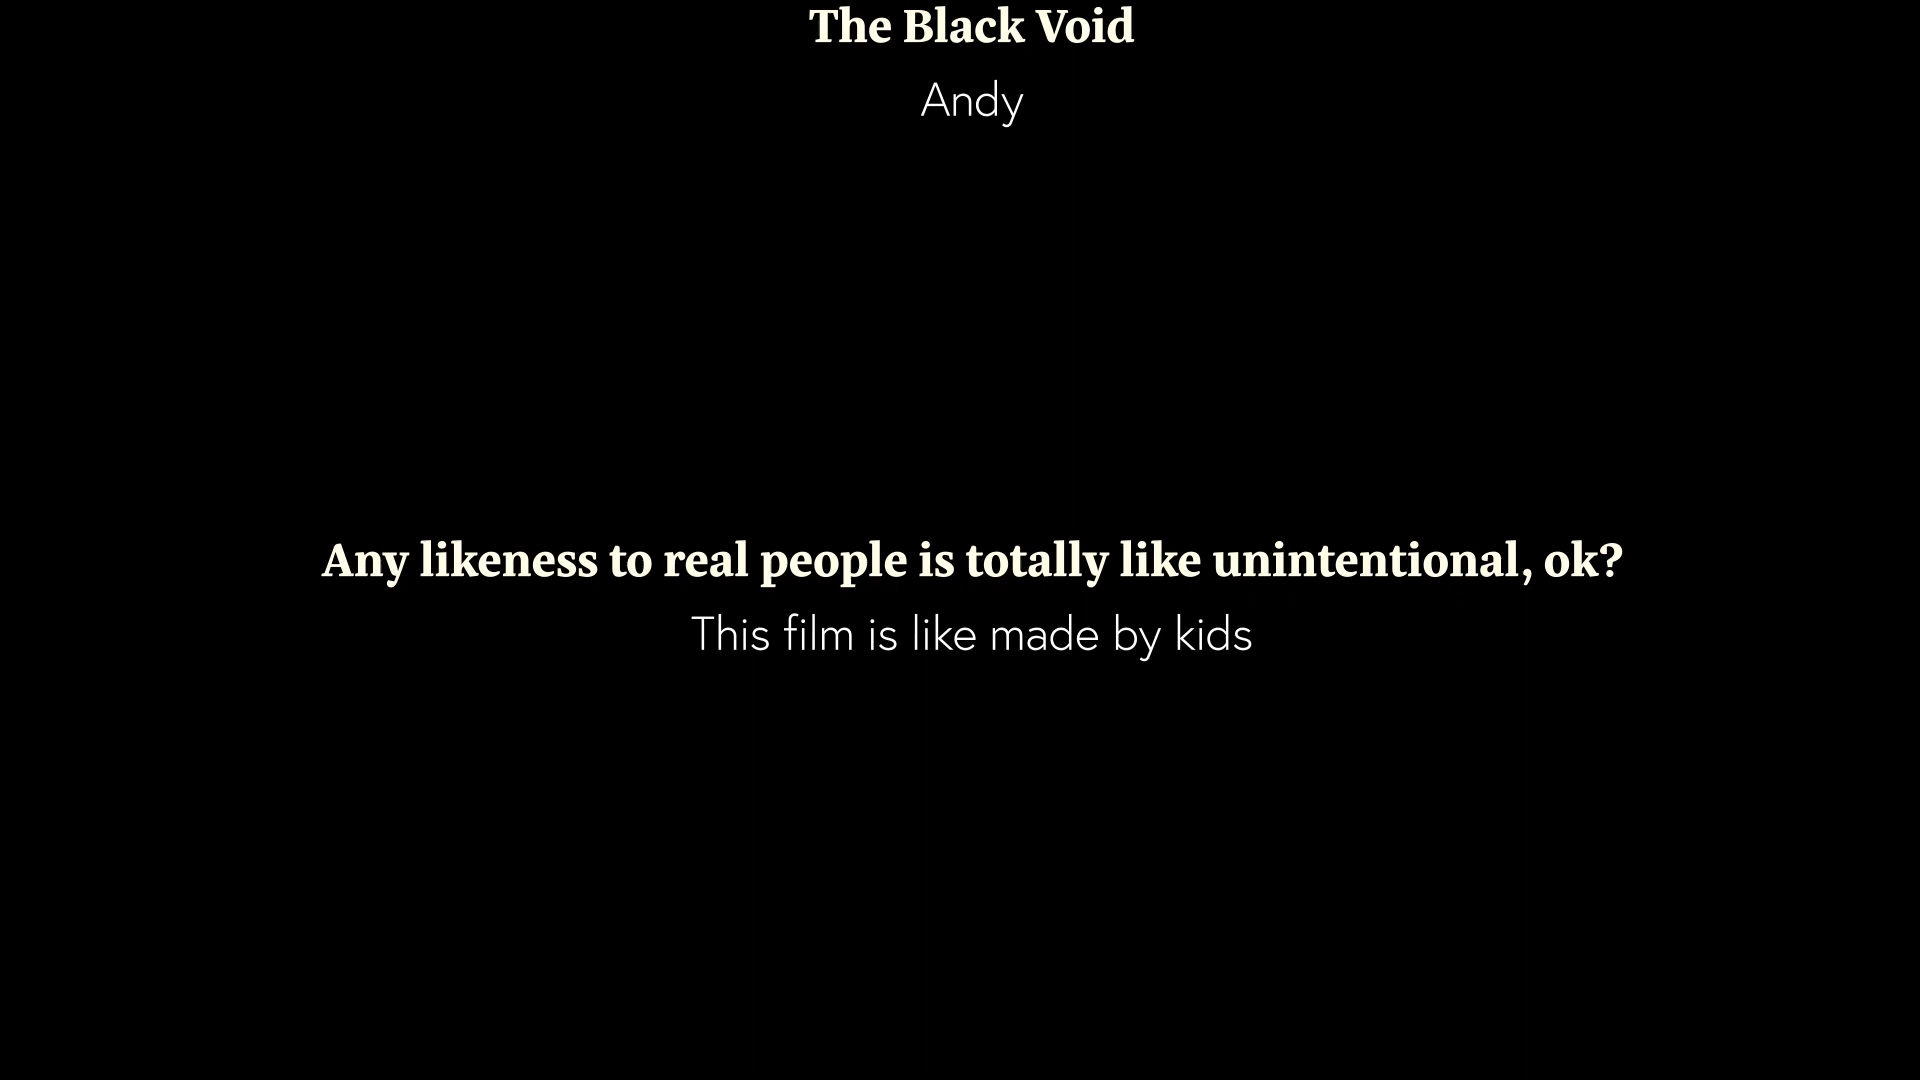 The Black Void
Andy
Any likeness to real people is totally like unintentional, ok?
This film is like made by kids